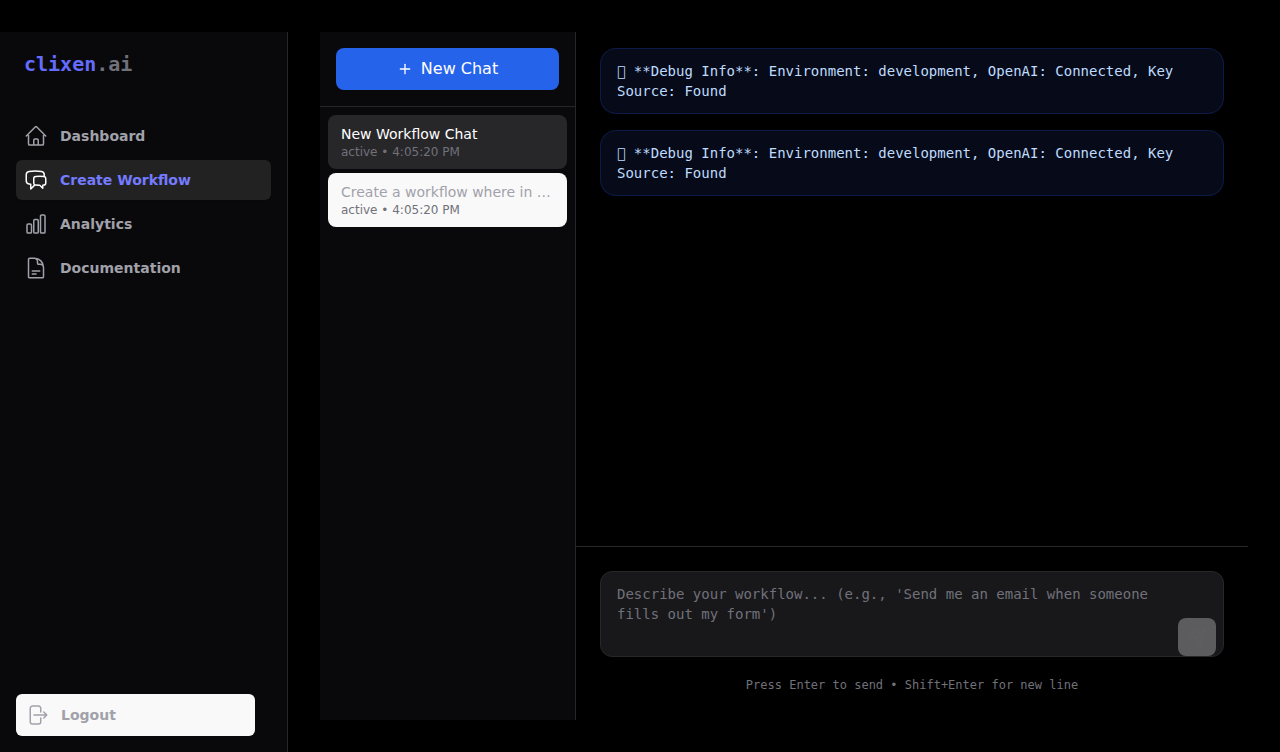 clixen.ai
Dashboard
Create Workflow
Analytics
Documentation
Logout
+ New Chat
New Workflow Chat
active • 4:05:20 PM
Create a workflow where in ...
active • 4:05:20 PM
**Debug Info**: Environment: development, OpenAI: Connected, Key
Source: Found
**Debug Info**: Environment: development, OpenAI: Connected, Key
Source: Found
Describe your workflow... (e.g., 'Send me an email when someone
fills out my form')
Press Enter to send • Shift+Enter for new line